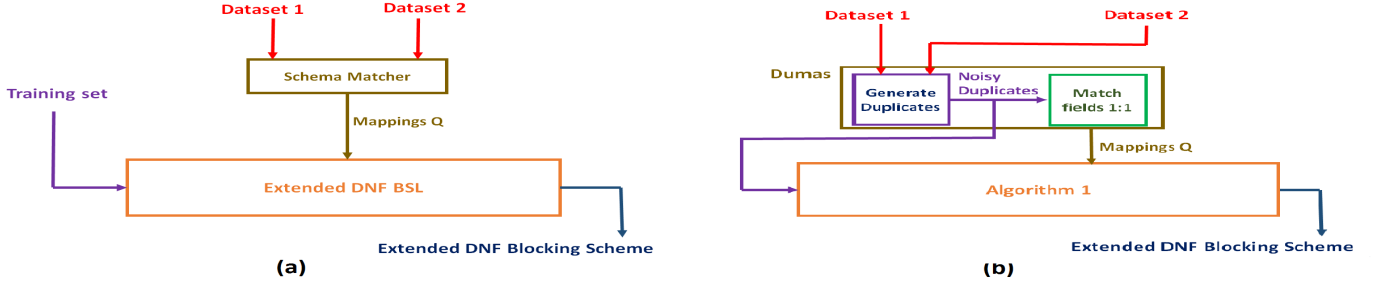 Dataset 1
Dataset 2
Schema Matcher
Training set
Mappings Q
Extended DNF BSL
Extended DNF Blocking Scheme
(a)
Dataset 1
Dataset 2
Dumas
Generate
Duplicates
Noisy
Duplicates
Match
fields 1:1
Mappings Q
Algorithm 1
Extended DNF Blocking Scheme
(b)